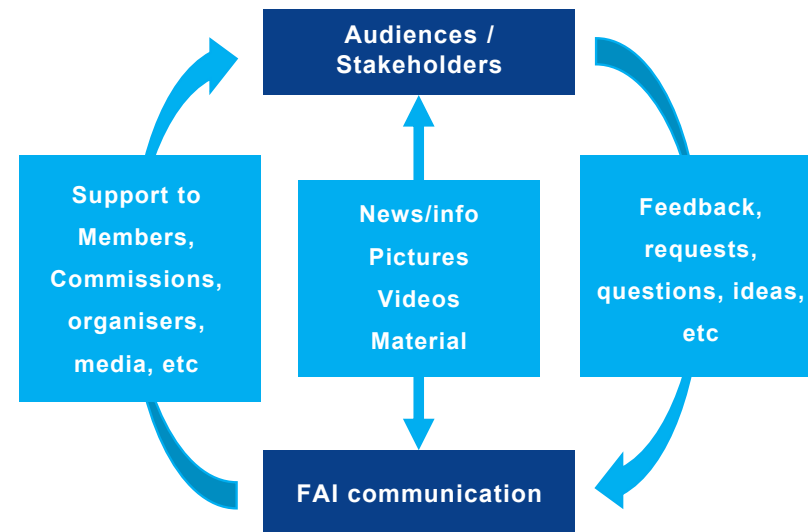 Audiences /
Stakeholders
Support to
Members,
Commissions,
organisers,
media, etc
News/info
Pictures
Videos
Material
Feedback,
requests,
questions, ideas,
etc
FAI communication